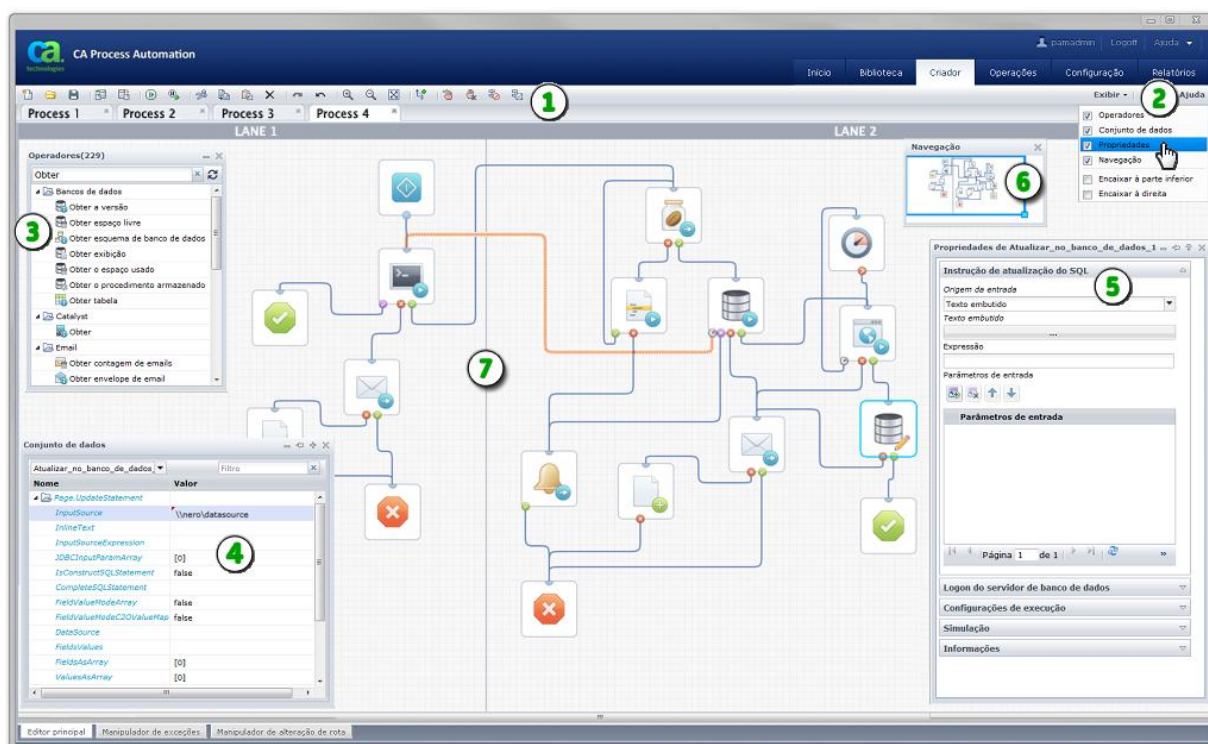 ca
technologies
CA Process Automation
pamadmin Logoff Ajuda
Início Biblioteca Criador Operações Configuração Relatórios
1
Exibir 2 Ajuda
Process 1 Process 2 Process 3 Process 4
LANE 1 LANE 2
Operadores
Conjunto de dados
Propriedades
Navegação
Encaixar à parte inferior
Encaixar à direita
Operadores(229)
Obter
Bancos de dados
Obter a versão
Obter espaço livre
3
Obter esquema de banco de dados
Obter exibição
Obter o espaço usado
Obter o procedimento armazenado
Obter tabela
Catalyst
Obter
Email
Obter contagem de emails
Obter envelope de email
Navegação
6
7
Propriedades de Atualizar_no_banco_de_dados_1
Instrução de atualização do SQL
5
Origem da entrada
Texto embutido
Texto embutido
...
Expressão
Parâmetros de entrada
Parâmetros de entrada
Página 1 de 1
Logon do servidor de banco de dados
Configurações de execução
Simulação
Informações
Conjunto de dados
Atualizar_no_banco_de_dados_ Filtro
Nome Valor
Page.UpdateStatement
InputSource \\nero\datasource
InlineText
InputSourceExpression
4
JDBCInputParamArray [0]
IsConstructSQLStatement false
CompleteSQLStatement
FieldValueModeArray false
FieldValueModeC2OValueMap false
DataSource
FieldsValues
FieldsAsArray [0]
ValuesAsArray [0]
Editor principal Manipulador de exceções Manipulador de alteração de rota